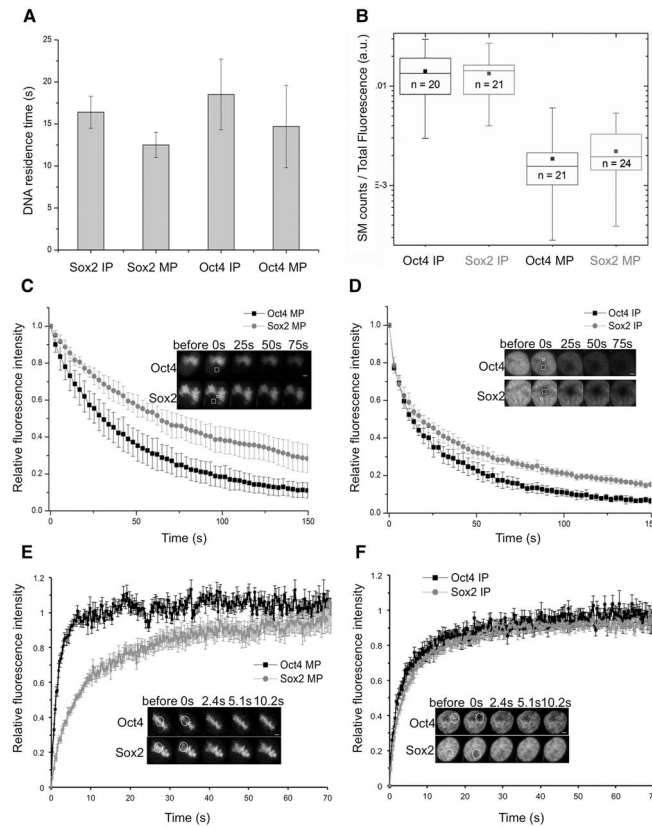 A
DNA residence time (s)
25
20
15
10
5
0
Sox2 IP Sox2 MP Oct4 IP Oct4 MP
B
SM counts / Total Fluorescence (a.u.)
.01
E-3
n = 20
n = 21
n = 21
n = 24
Oct4 IP Sox2 IP Oct4 MP Sox2 MP
C
Relative fluorescence intensity
1.0
0.8
0.6
0.4
0.2
0.0
Oct4 MP
Sox2 MP
before 0s 25s 50s 75s
Oct4
Sox2
0 50 100 150
Time (s)
D
Relative fluorescence intensity
1.0
0.8
0.6
0.4
0.2
0.0
Oct4 IP
Sox2 IP
before 0s 25s 50s 75s
Oct4
Sox2
0 50 100 150
Time (s)
E
Relative fluorescence intensity
1.2
1
0.8
0.6
0.4
0.2
0
Oct4 MP
Sox2 MP
before 0s 2.4s 5.1s 10.2s
Oct4
Sox2
0 10 20 30 40 50 60 70
Time (s)
F
Relative fluorescence intensity
1.2
1
0.8
0.6
0.4
0.2
0
Oct4 IP
Sox2 IP
before 0s 2.4s 5.1s 10.2s
Oct4
Sox2
0 10 20 30 40 50 60 70
Time (s)